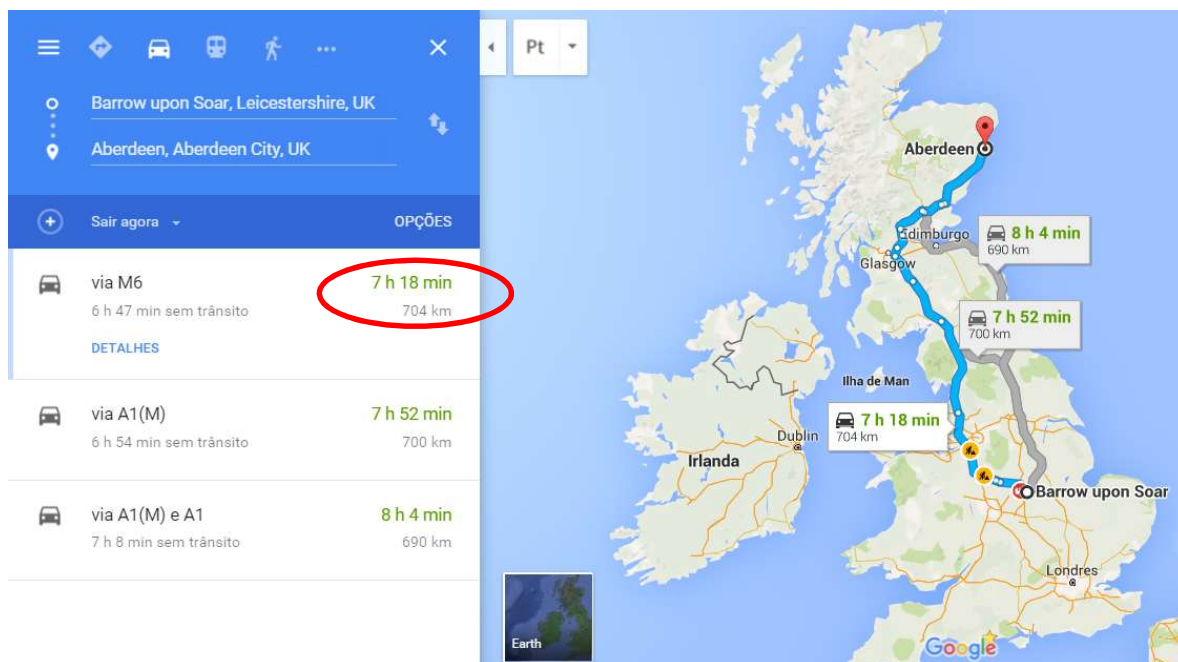 Barrow upon Soar, Leicestershire, UK
Aberdeen, Aberdeen City, UK
Sair agora
OPÇÕES
via M6
7 h 18 min
6 h 47 min sem trânsito
704 km
DETALHES
via A1(M)
7 h 52 min
6 h 54 min sem trânsito
700 km
via A1(M) e A1
8 h 4 min
7 h 8 min sem trânsito
690 km
Pt
Aberdeen
Edimburgo
8 h 4 min
690 km
Glasgow
7 h 52 min
700 km
Ilha de Man
7 h 18 min
704 km
Dublin
Irlanda
Barrow upon Soar
Londres
Earth
Google